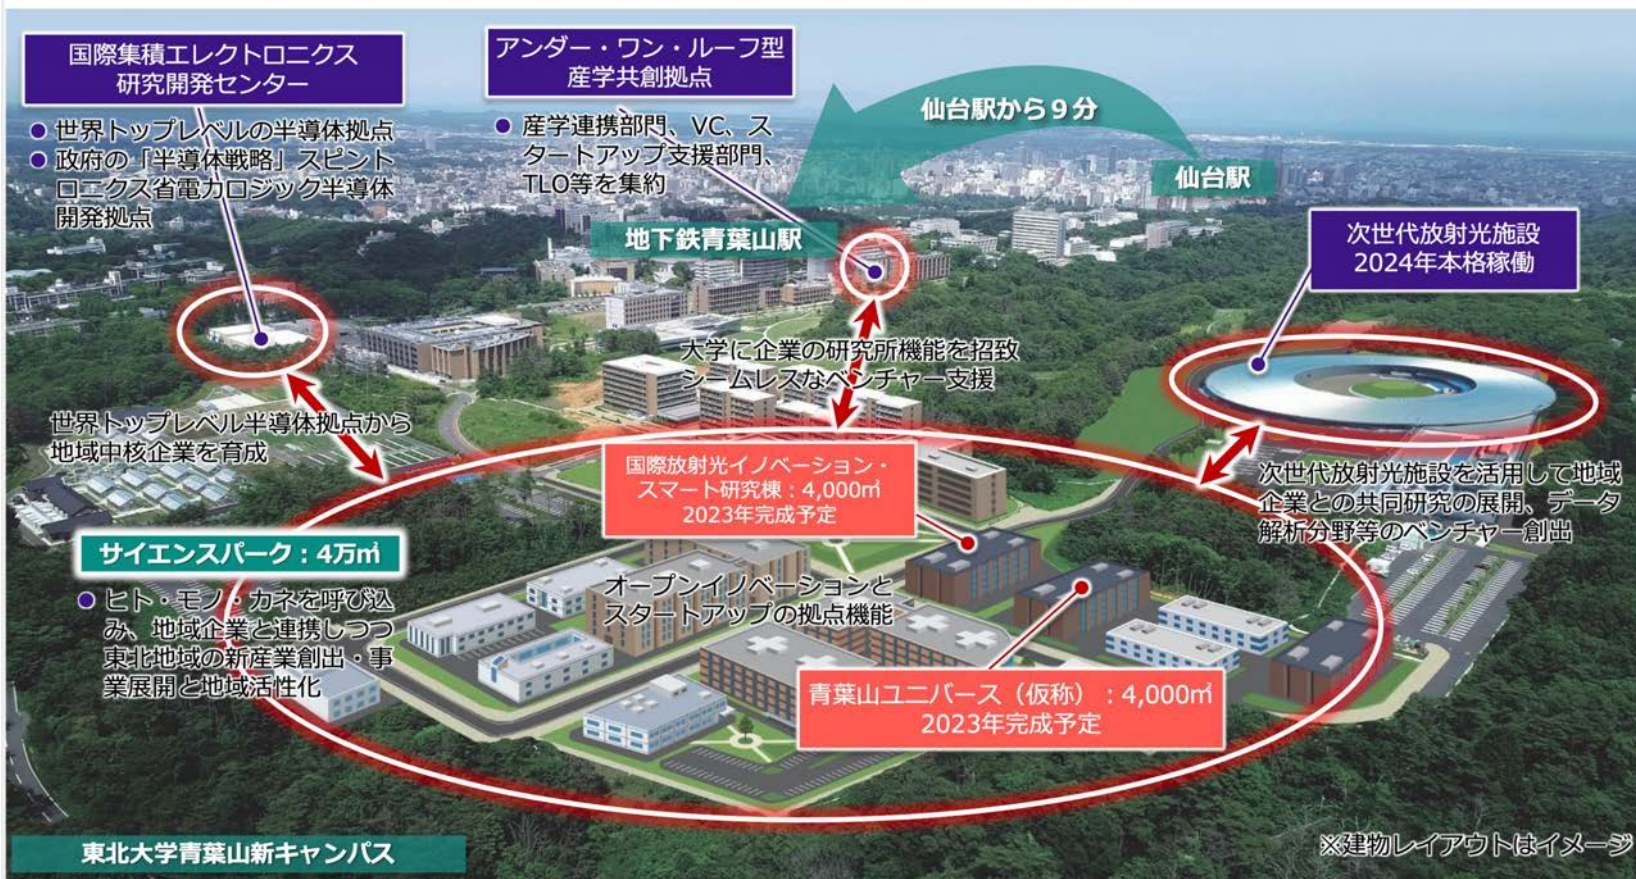 国際集積エレクトロニクス
研究開発センター
● 世界トップレベルの半導体拠点
● 政府の「半導体戦略」スピント
ロニクス省電力ロジック半導体
開発拠点
アンダー・ワン・ルーフ型
産学共創拠点
● 産学連携部門、VC、ス
タートアップ支援部門、
TLO等を集約
仙台駅から9分
仙台駅
地下鉄青葉山駅
次世代放射光施設
2024年本格稼働
大学に企業の研究所機能を招致
シームレスなベンチャー支援
世界トップレベル半導体拠点から
地域中核企業を育成
国際放射光イノベーション・
スマート研究棟：4,000㎡
2023年完成予定
次世代放射光施設を活用して地域
企業との共同研究の展開、データ
解析分野等のベンチャー創出
サイエンスパーク：4万㎡
● ヒト・モノ・カネを呼び込
み、地域企業と連携しつつ
東北地域の新産業創出・事
業展開と地域活性化
オープンイノベーションと
スタートアップの拠点機能
青葉山ユニバース（仮称）：4,000㎡
2023年完成予定
東北大学青葉山新キャンパス
※建物レイアウトはイメージ